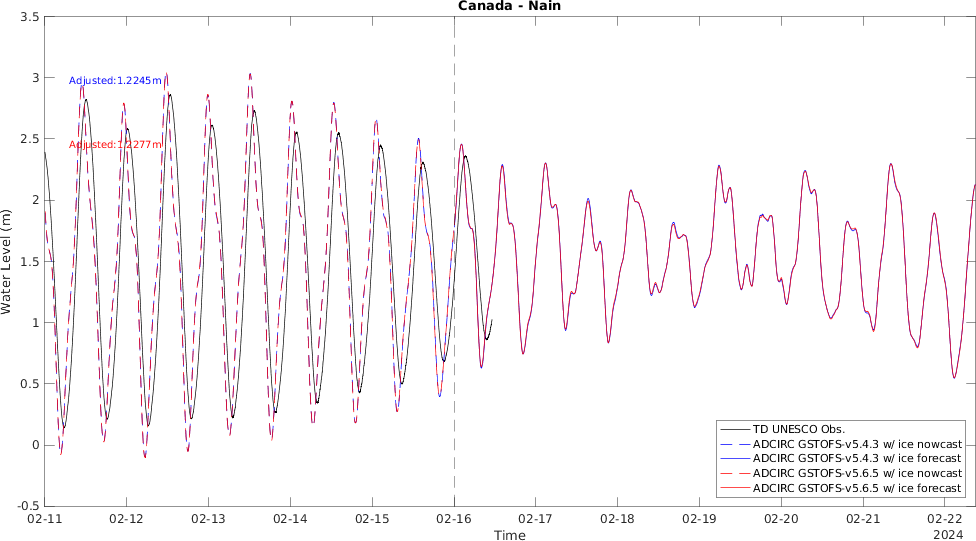 Canada - Nain
3.5
3
2.5
2
1.5
1
0.5
0
-0.5
Water Level (m)
Adjusted:1.2245m
Adjusted:1.2277m
TD UNESCO Obs.
ADCIRC GSTOFS-v5.4.3 w/ ice nowcast
ADCIRC GSTOFS-v5.4.3 w/ ice forecast
ADCIRC GSTOFS-v5.6.5 w/ ice nowcast
ADCIRC GSTOFS-v5.6.5 w/ ice forecast
02-11 02-12 02-13 02-14 02-15 02-16 02-17 02-18 02-19 02-20 02-21 02-22
Time
2024